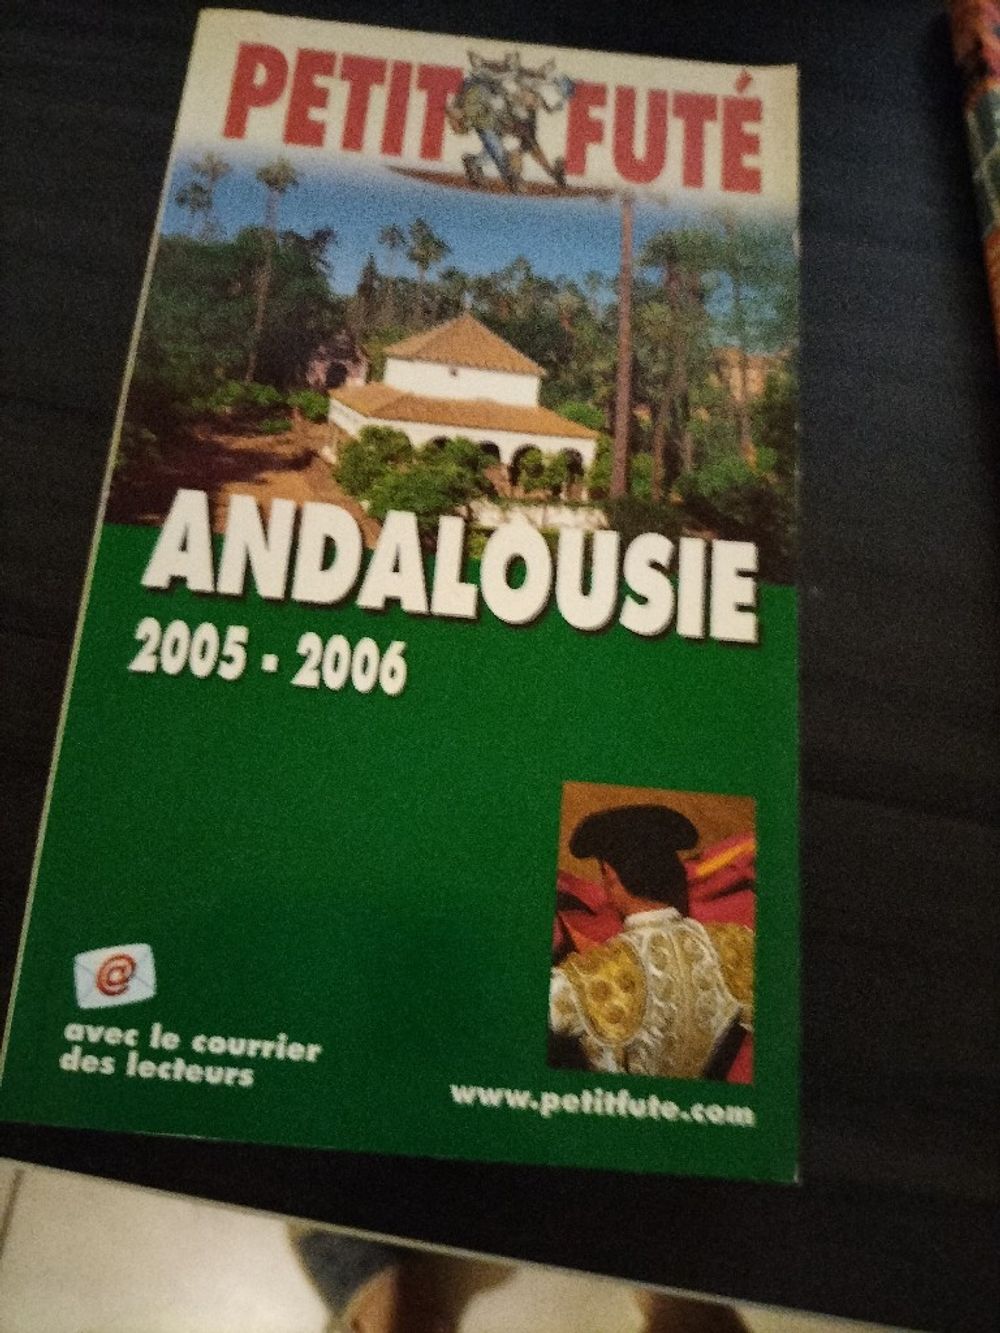 PETIT FUTÉ
ANDALOUSIE
2005 - 2006
@
avec le courrier
des lecteurs
www.petitfute.com